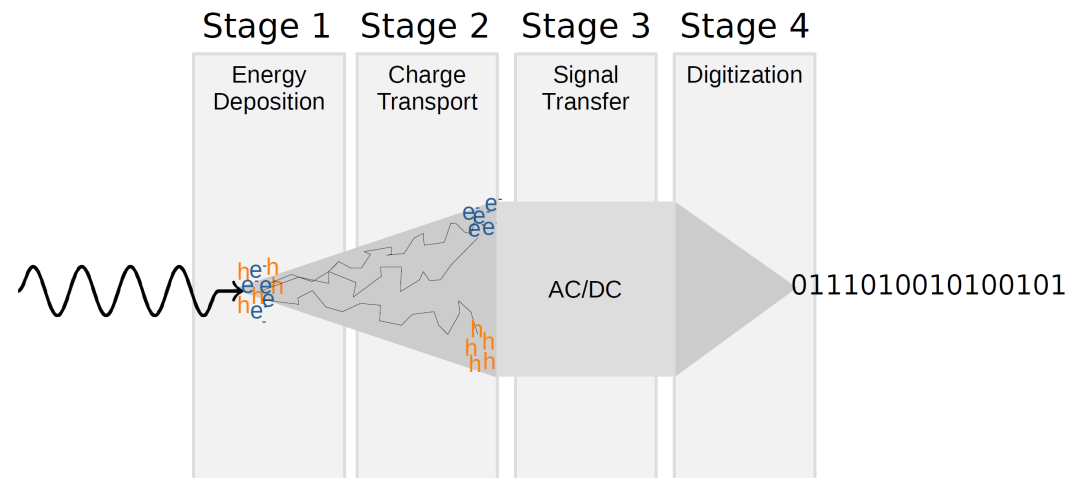 Stage 1 Stage 2 Stage 3 Stage 4
Energy
Deposition
Charge
Transport
Signal
Transfer
Digitization
h e- h
e- e- h
h h e
e-
e- e- e-
e- e-
h
h h
h h
AC/DC
0111010010100101